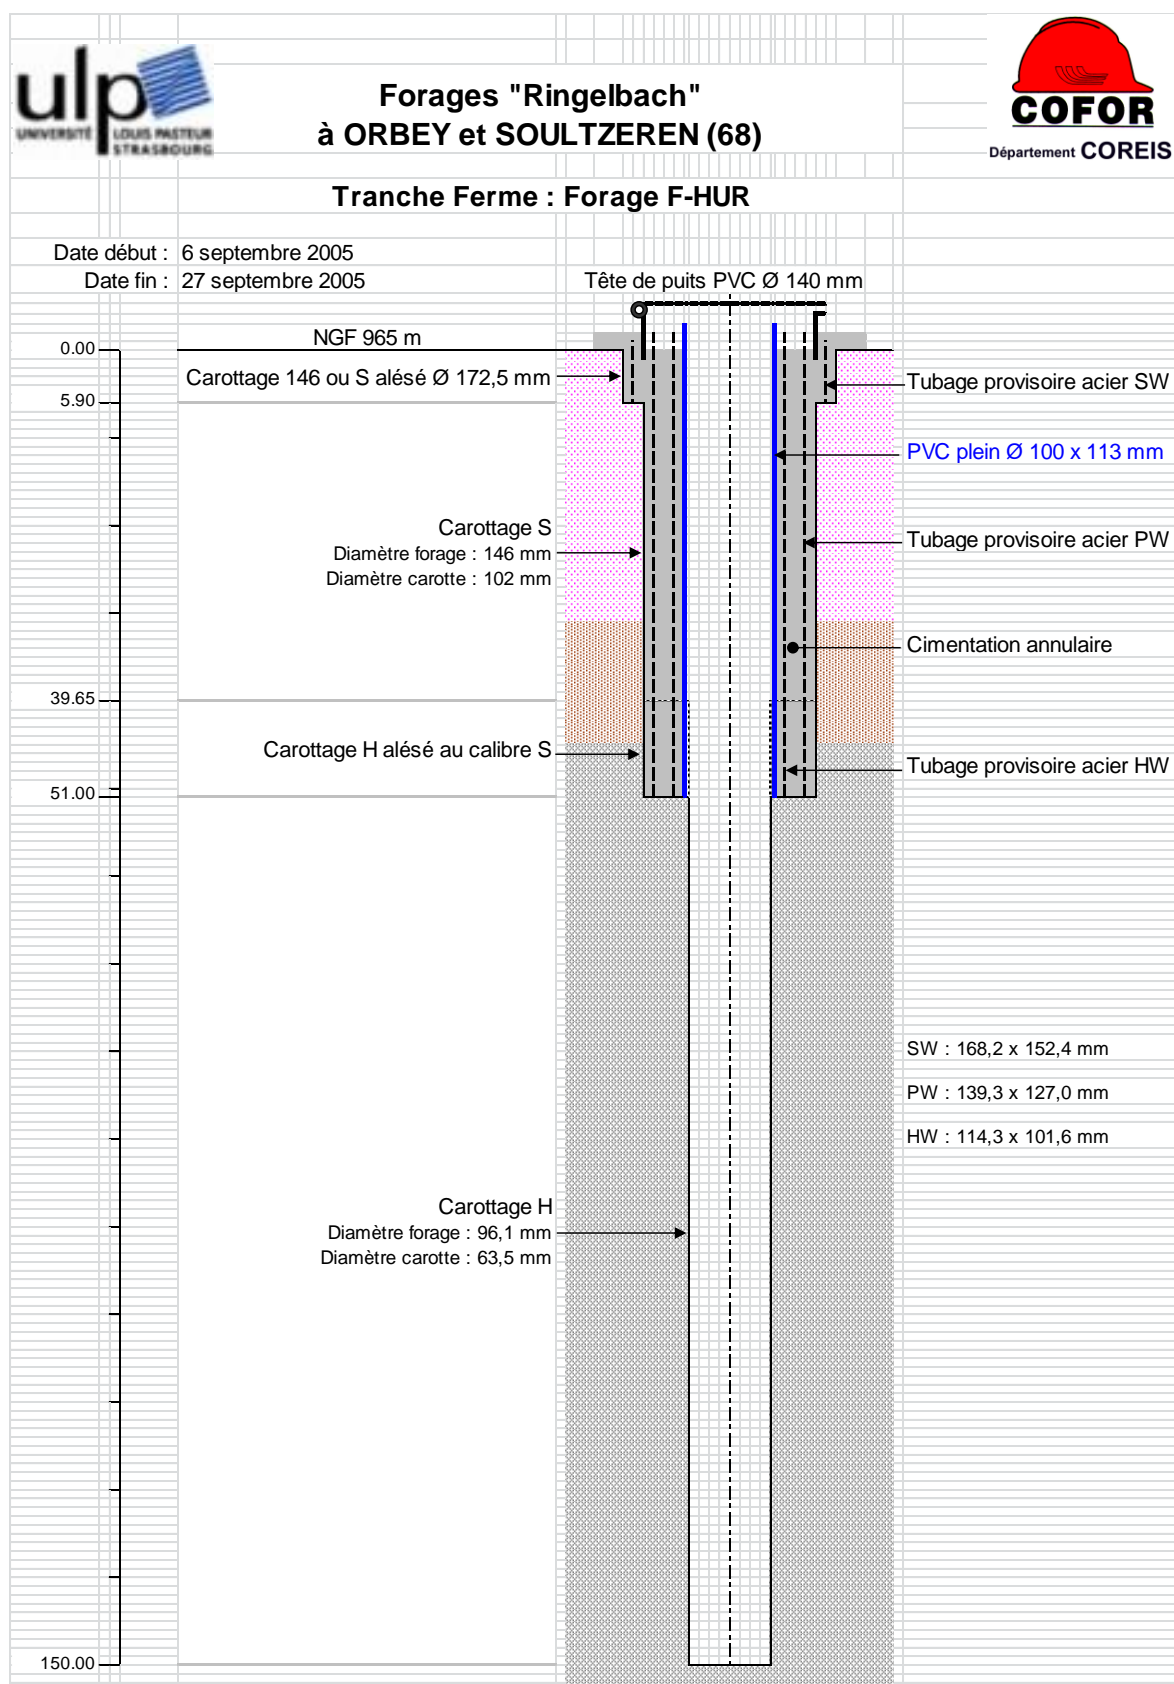 ulp
UNIVERSITÉ LOUIS PASTEUR
STRASBOURG
Forages "Ringelbach"
à ORBEY et SOULTZEREN (68)
COFOR
Département COREIS
Tranche Ferme : Forage F-HUR
Date début : 6 septembre 2005
Date fin : 27 septembre 2005
Tête de puits PVC Ø 140 mm
NGF 965 m
0.00
Carottage 146 ou S alésé Ø 172,5 mm
Tubage provisoire acier SW
5.90
PVC plein Ø 100 x 113 mm
Carottage S
Diamètre forage : 146 mm
Diamètre carotte : 102 mm
Tubage provisoire acier PW
Cimentation annulaire
39.65
Carottage H alésé au calibre S
Tubage provisoire acier HW
51.00
SW : 168,2 x 152,4 mm
PW : 139,3 x 127,0 mm
HW : 114,3 x 101,6 mm
Carottage H
Diamètre forage : 96,1 mm
Diamètre carotte : 63,5 mm
150.00